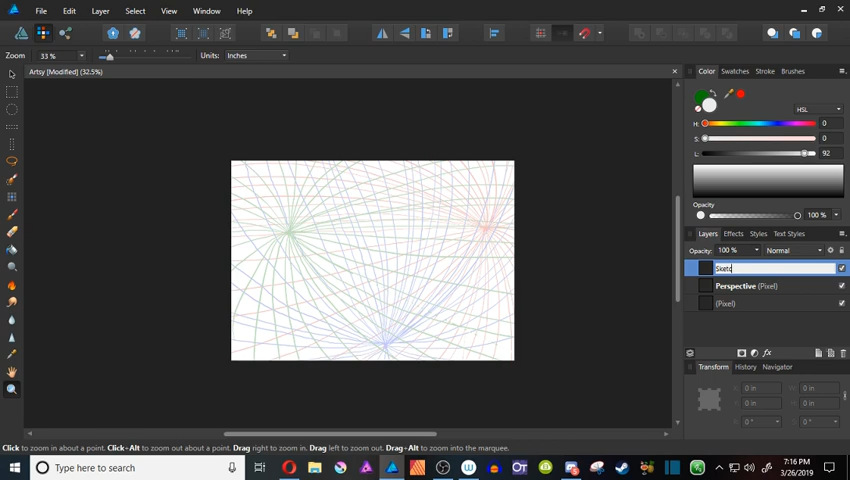 File Edit Layer Select View Window Help
Zoom 33 % Units: Inches
Artsy [Modified] (32.5%)
Color Swatches Stroke Brushes
HSL
H: 0
S: 0
L: 92
Opacity
100 %
Layers Effects Styles Text Styles
Opacity: 100 % Normal
Sketc
Perspective (Pixel)
(Pixel)
Transform History Navigator
X: 0 in W: 0 in
Y: 0 in H: 0 in
0 ° 0 °
Click to zoom in about a point. Click+Alt to zoom out about a point. Drag right to zoom in. Drag left to zoom out. Drag+Alt to zoom into the marquee.
Type here to search
7:16 PM
3/26/2019